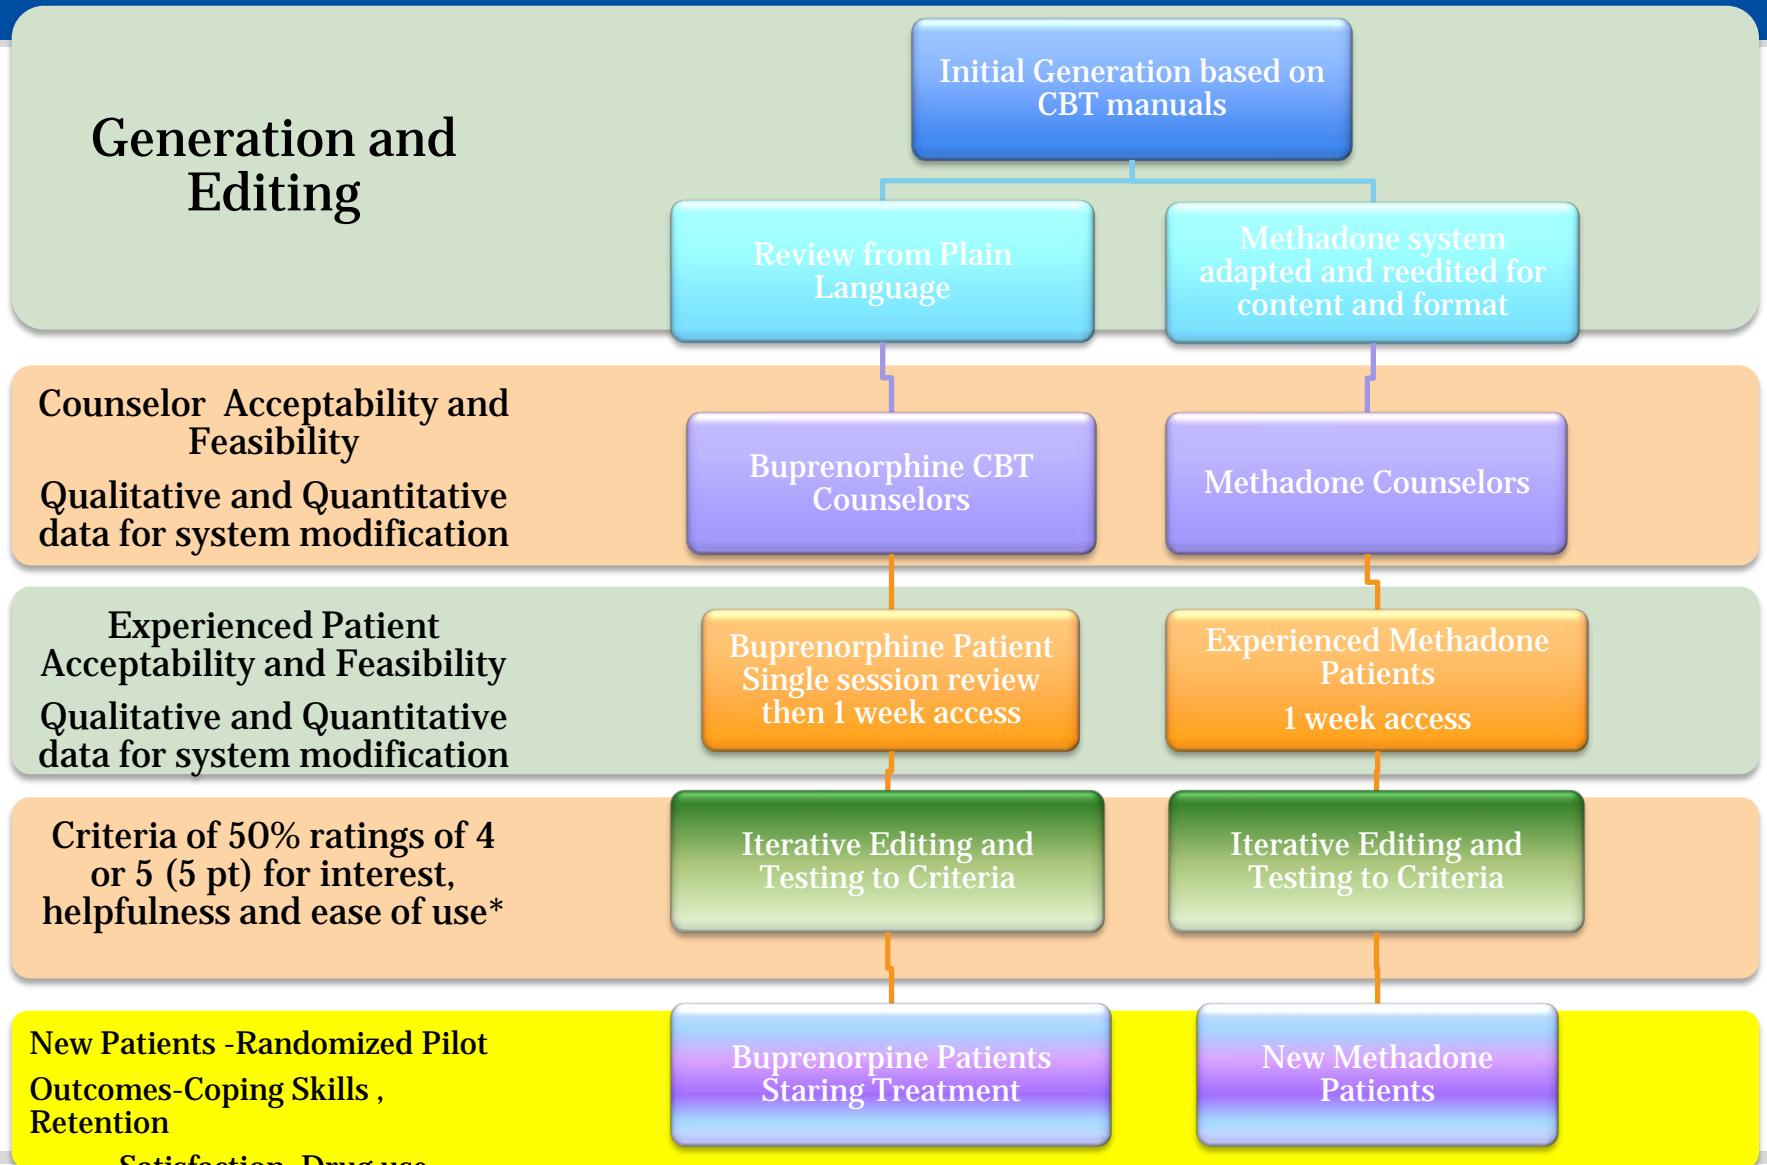 Initial Generation based on
CBT manuals
Generation and
Editing
Review from Plain
Language
Methadone system
adapted and reedited for
content and format
Counselor Acceptability and
Feasibility
Qualitative and Quantitative
data for system modification
Buprenorphine CBT
Counselors
Methadone Counselors
Experienced Patient
Acceptability and Feasibility
Qualitative and Quantitative
data for system modification
Buprenorphine Patient
Single session review
then 1 week access
Experienced Methadone
Patients
1 week access
Criteria of 50% ratings of 4
or 5 (5 pt) for interest,
helpfulness and ease of use*
Iterative Editing and
Testing to Criteria
Iterative Editing and
Testing to Criteria
New Patients -Randomized Pilot
Outcomes-Coping Skills ,
Retention
Satisfaction, Drug use
Buprenorpine Patients
Staring Treatment
New Methadone
Patients